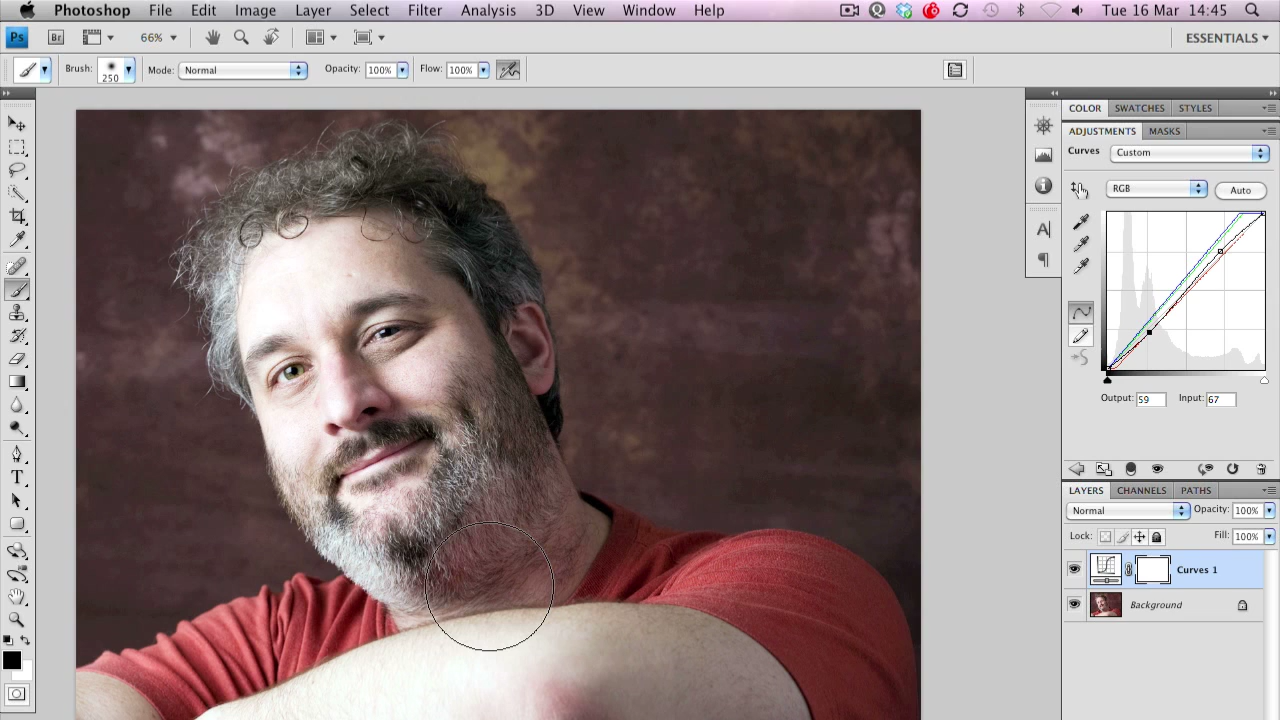 Photoshop File Edit Image Layer Select Filter Analysis 3D View Window Help Tue 16 Mar 14:45
Ps Br 66% ESSENTIALS
Brush: 250 Mode: Normal Opacity: 100% Flow: 100%
COLOR SWATCHES STYLES
ADJUSTMENTS MASKS
Curves Custom
RGB Auto
A
Output: 59 Input: 67
T
LAYERS CHANNELS PATHS
Normal Opacity: 100%
Lock: Fill: 100%
Curves 1
Background